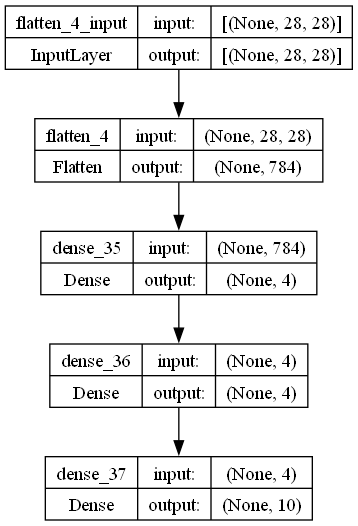 flatten_4_input input: [(None, 28, 28)]
InputLayer output: [(None, 28, 28)]
flatten_4 input: (None, 28, 28)
Flatten output: (None, 784)
dense_35 input: (None, 784)
Dense output: (None, 4)
dense_36 input: (None, 4)
Dense output: (None, 4)
dense_37 input: (None, 4)
Dense output: (None, 10)